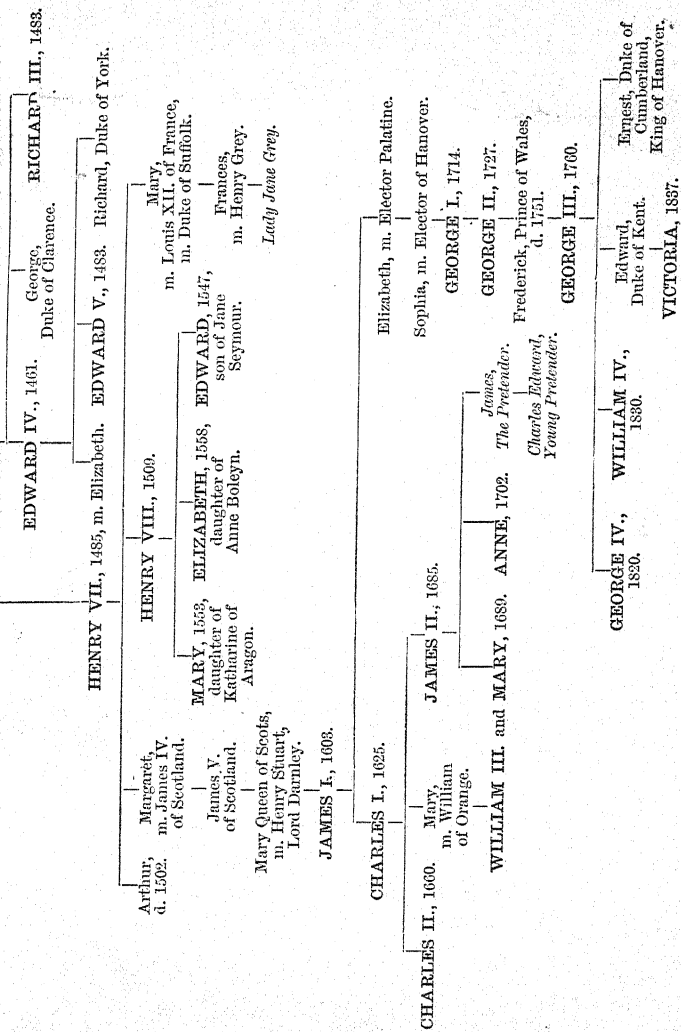 RICHARD III., 1483.
George,
Duke of Clarence.
EDWARD IV., 1461.
HENRY VII., 1485, m. Elizabeth.
EDWARD V., 1483.
Richard, Duke of York.
Arthur,
d. 1502.
Margaret,
m. James IV.
of Scotland.
HENRY VIII., 1509.
Mary,
m. Louis XII. of France,
m. Duke of Suffolk.
James V.
of Scotland.
MARY, 1553,
daughter of
Katharine of
Aragon.
ELIZABETH, 1558,
daughter of
Anne Boleyn.
EDWARD, 1547,
son of Jane
Seymour.
Frances,
m. Henry Grey.
Lady Jane Grey.
Mary Queen of Scots,
m. Henry Stuart,
Lord Darnley.
JAMES I., 1603.
CHARLES I., 1625.
Elizabeth, m. Elector Palatine.
CHARLES II., 1660.
Mary,
m. William
of Orange.
JAMES II., 1685.
Sophia, m. Elector of Hanover.
GEORGE I., 1714.
WILLIAM III. and MARY, 1689.
ANNE, 1702.
James,
The Pretender.
GEORGE II., 1727.
Charles Edward,
Young Pretender.
Frederick, Prince of Wales,
d. 1751.
GEORGE III., 1760.
GEORGE IV.,
1820.
WILLIAM IV.,
1830.
Edward,
Duke of Kent.
Ernest, Duke of
Cumberland,
King of Hanover.
VICTORIA, 1837.